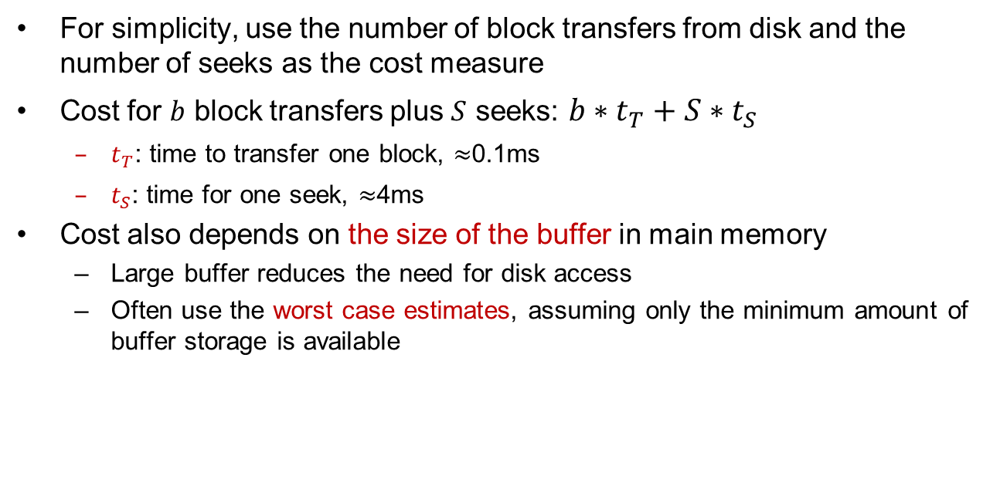 • For simplicity, use the number of block transfers from disk and the
number of seeks as the cost measure
• Cost for 𝑏 block transfers plus 𝑆 seeks: 𝑏 ∗ 𝑡_𝑇 + 𝑆 ∗ 𝑡_𝑆
– 𝑡_𝑇: time to transfer one block, ≈0.1ms
– 𝑡_𝑆: time for one seek, ≈4ms
• Cost also depends on the size of the buffer in main memory
– Large buffer reduces the need for disk access
– Often use the worst case estimates, assuming only the minimum amount of
buffer storage is available